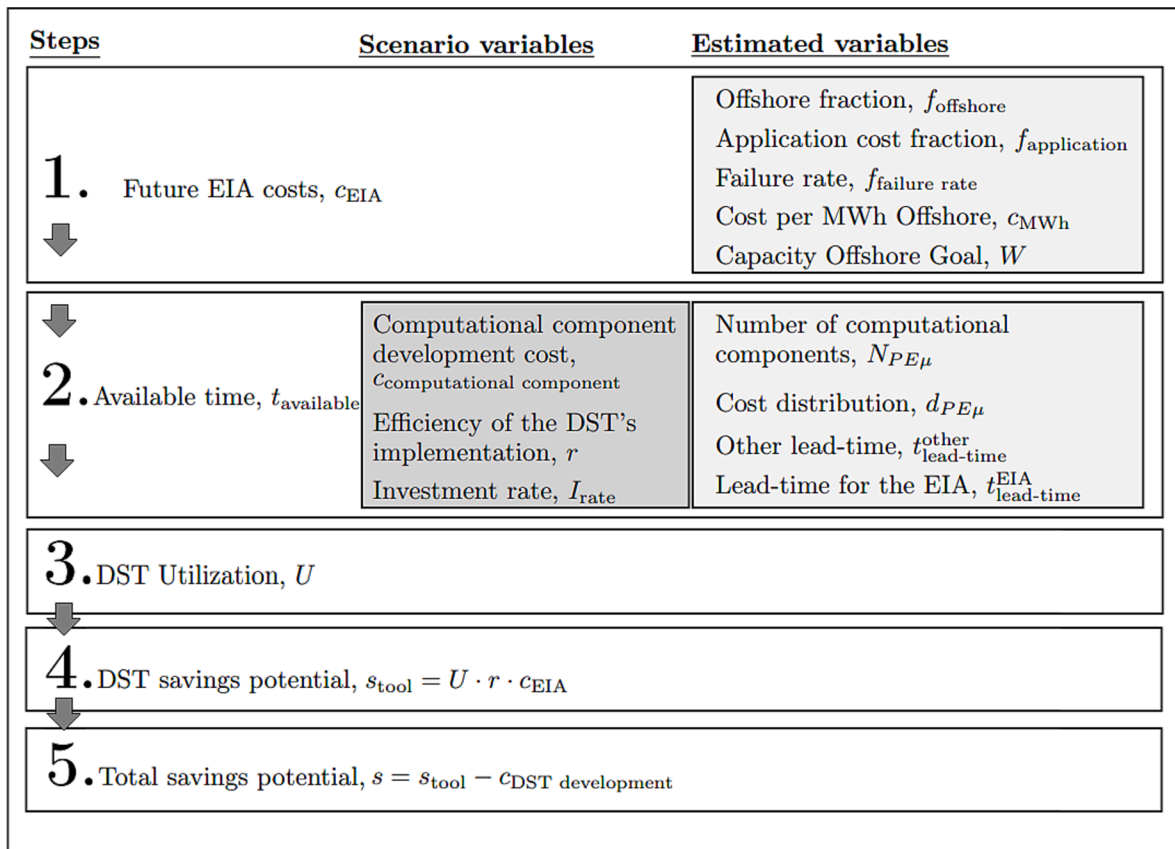 Steps
Scenario variables
Estimated variables
1. Future EIA costs, c_EIA
Offshore fraction, f_offshore
Application cost fraction, f_application
Failure rate, f_failure rate
Cost per MWh Offshore, c_MWh
Capacity Offshore Goal, W
2. Available time, t_available
Computational component
development cost,
c_computational component
Efficiency of the DST's
implementation, r
Investment rate, I_rate
Number of computational
components, N_PEμ
Cost distribution, d_PEμ
Other lead-time, t^other_lead-time
Lead-time for the EIA, t^EIA_lead-time
3. DST Utilization, U
4. DST savings potential, s_tool = U · r · c_EIA
5. Total savings potential, s = s_tool − c_DST development